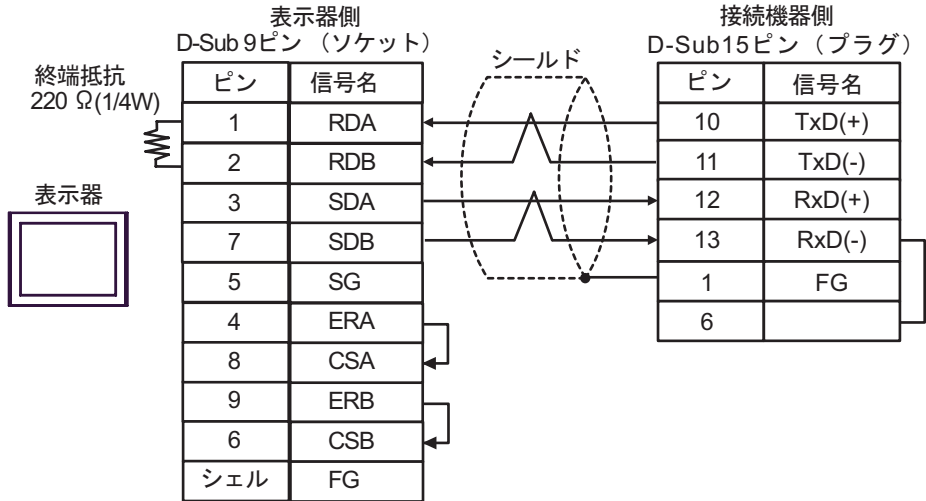 表示器側
D-Sub 9ピン （ソケット）
接続機器側
D-Sub15ピン（プラグ）
シールド
終端抵抗
220 Ω(1/4W)
表示器
ピン 信号名
1 RDA
2 RDB
3 SDA
7 SDB
5 SG
4 ERA
8 CSA
9 ERB
6 CSB
シェル FG
ピン 信号名
10 TxD(+)
11 TxD(-)
12 RxD(+)
13 RxD(-)
1 FG
6